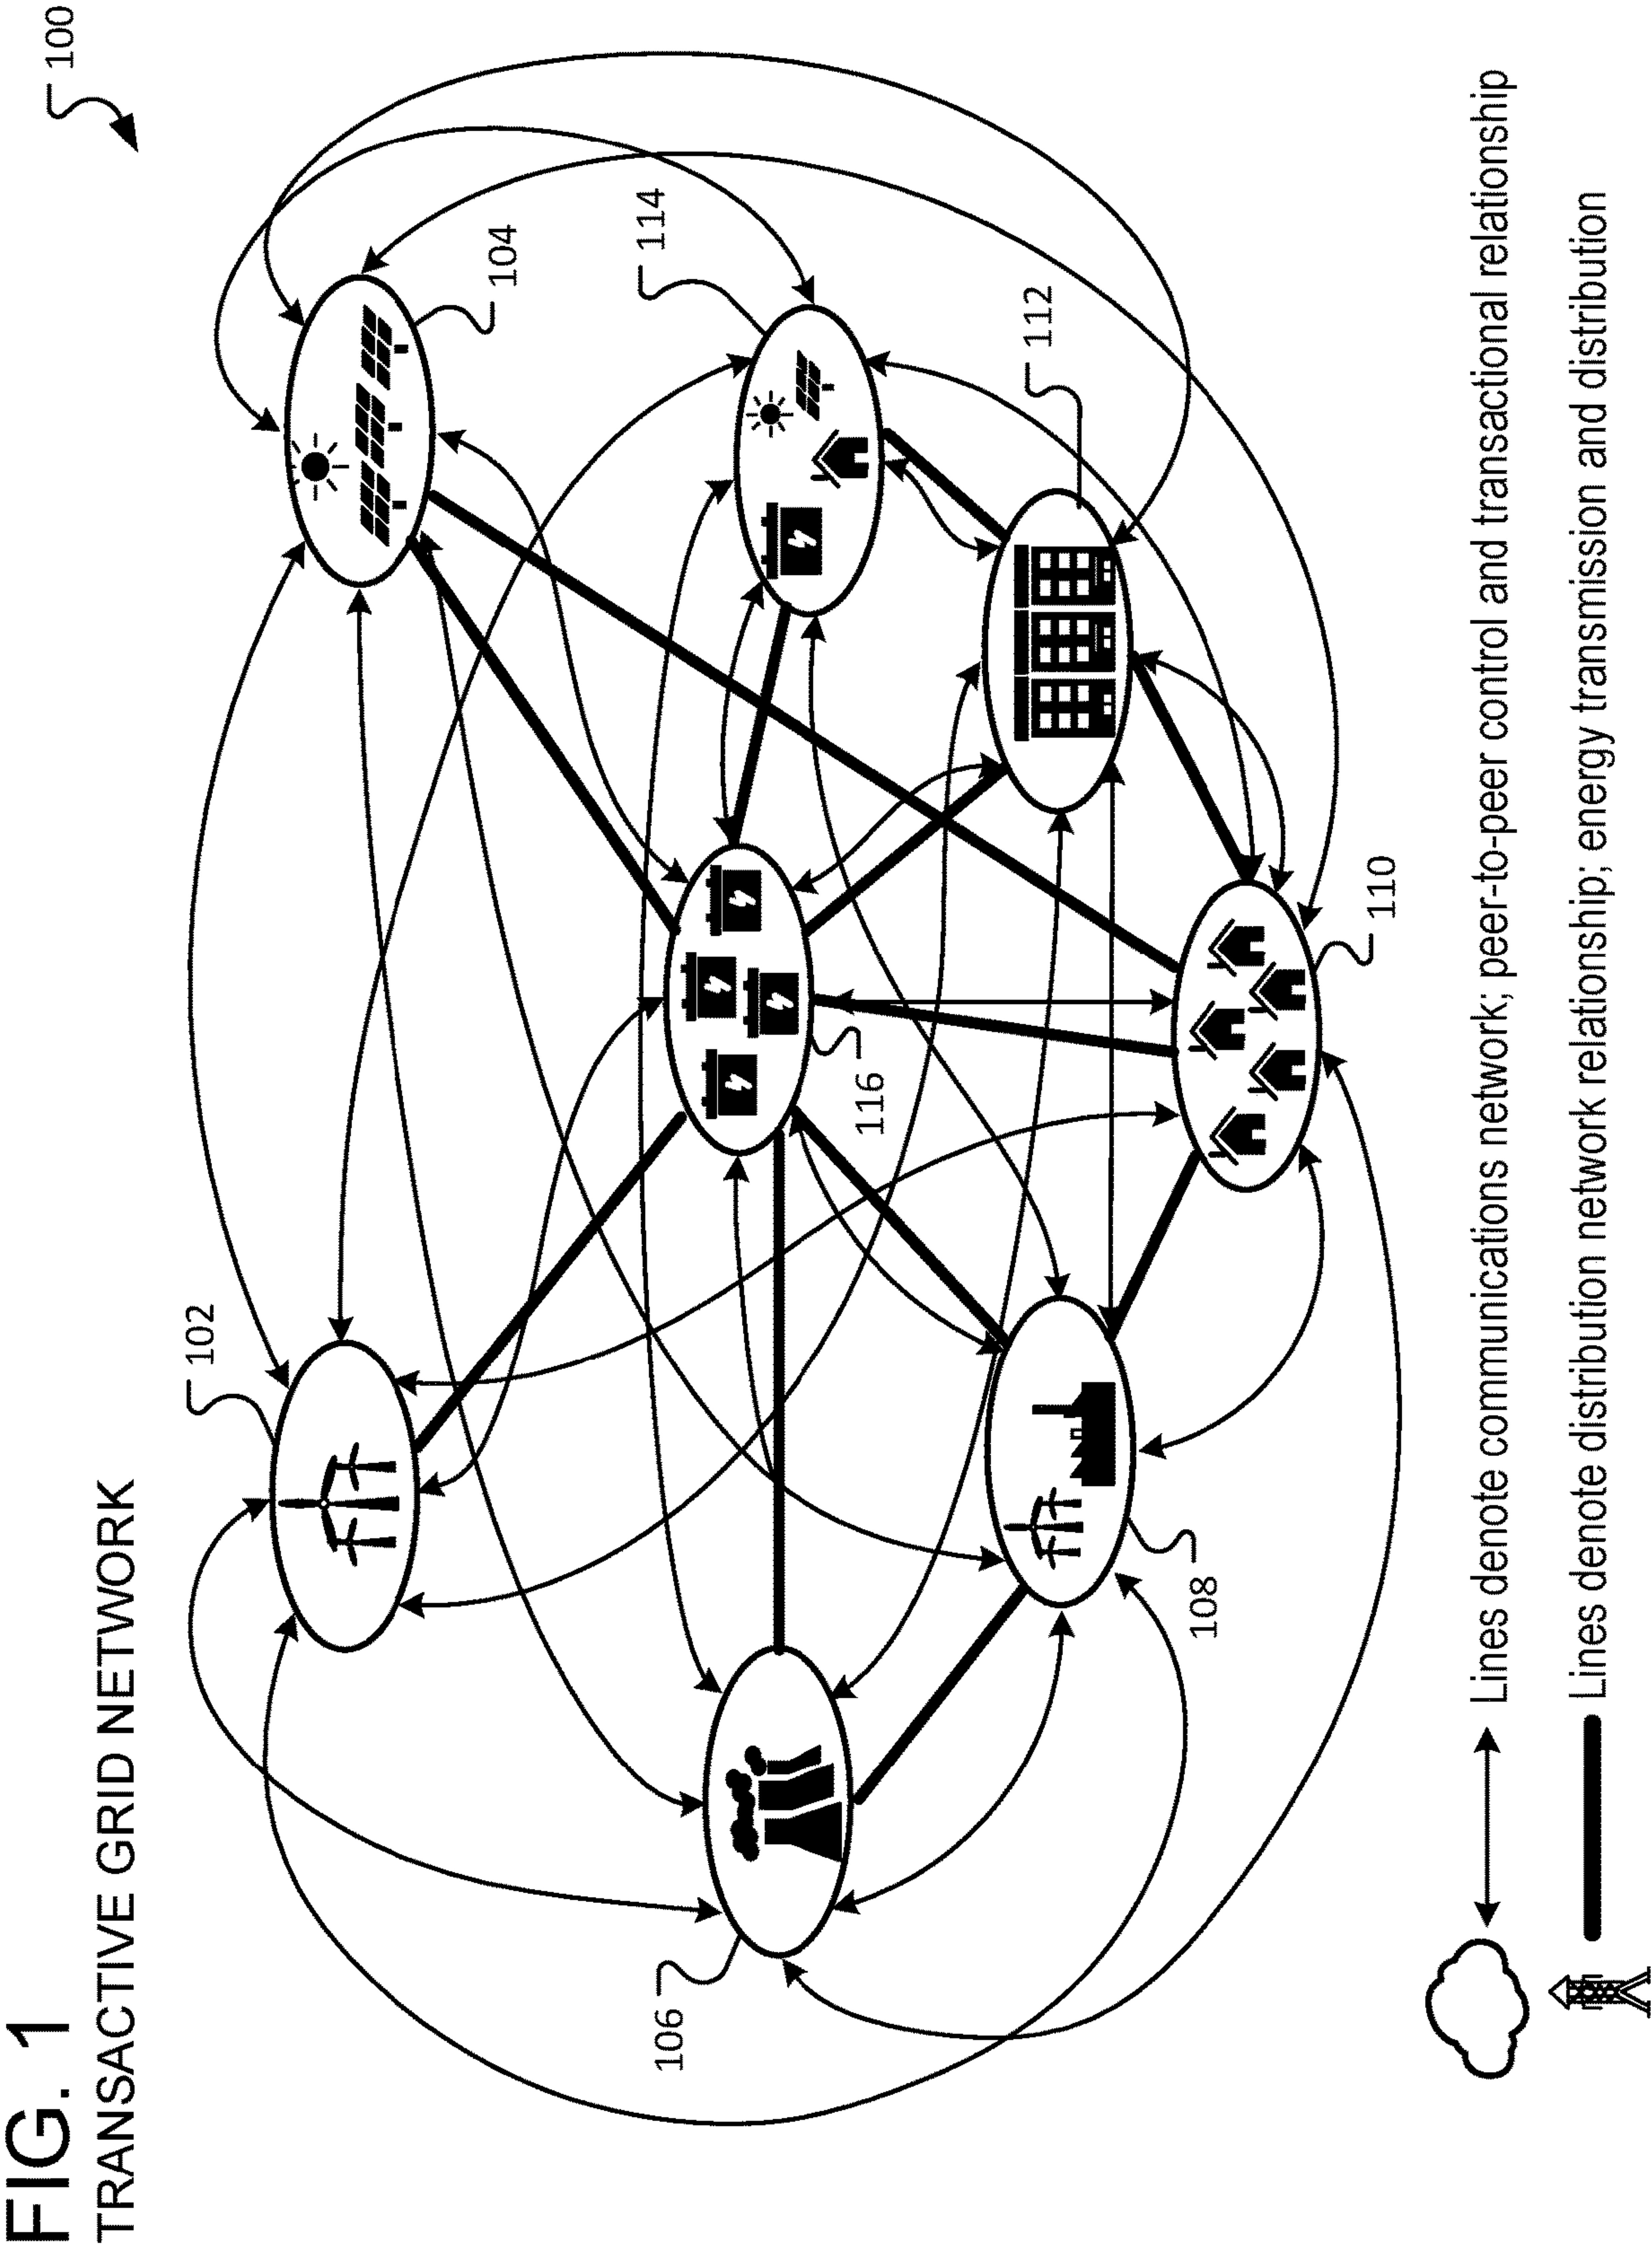 FIG. 1
TRANSACTIVE GRID NETWORK
100
102
104
106
108
110
112
114
116
Lines denote communications network; peer-to-peer control and transactional relationship
Lines denote distribution network relationship; energy transmission and distribution